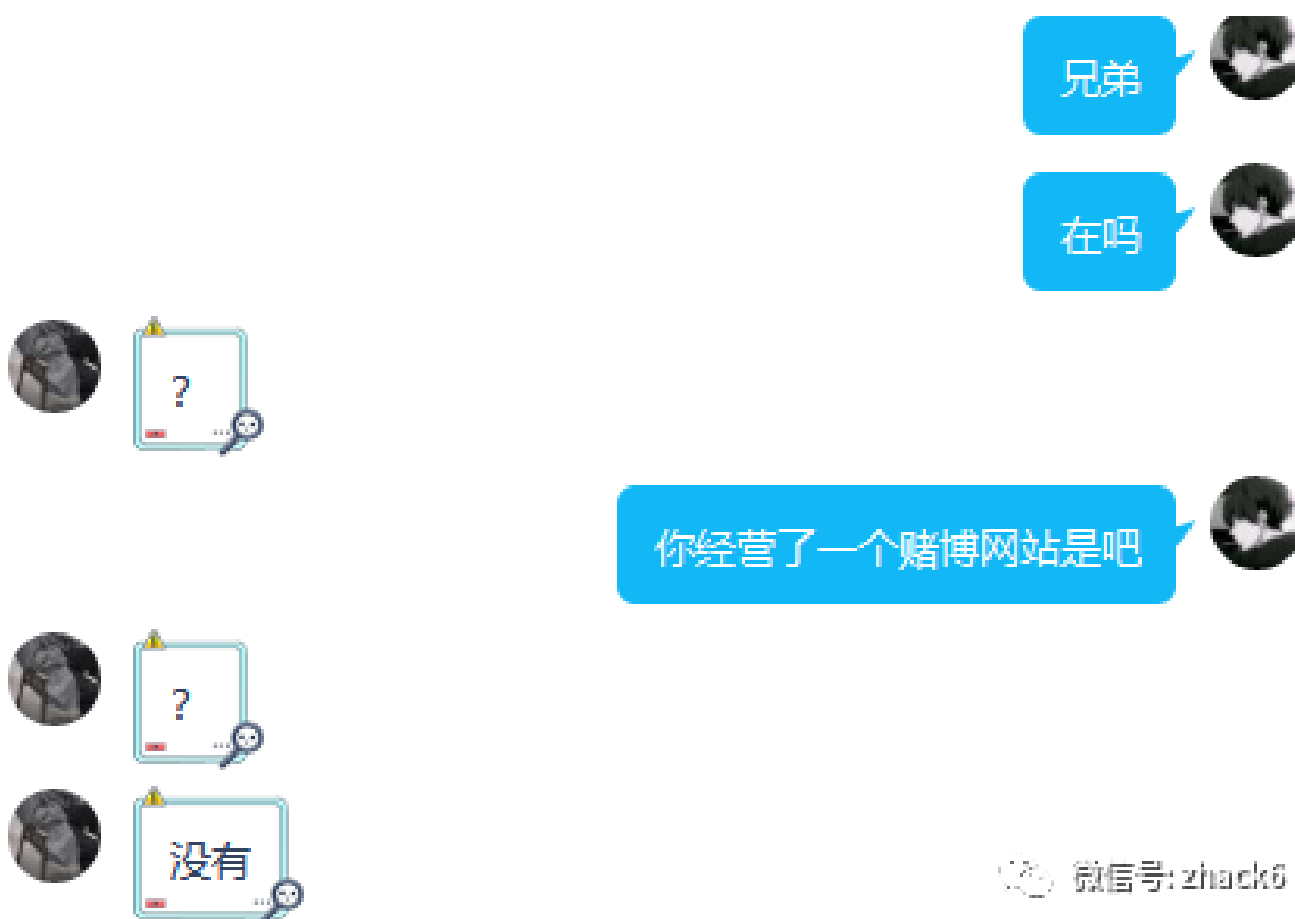 兄弟
在吗
?
你经营了一个赌博网站是吧
?
没有
微信号: zhack6